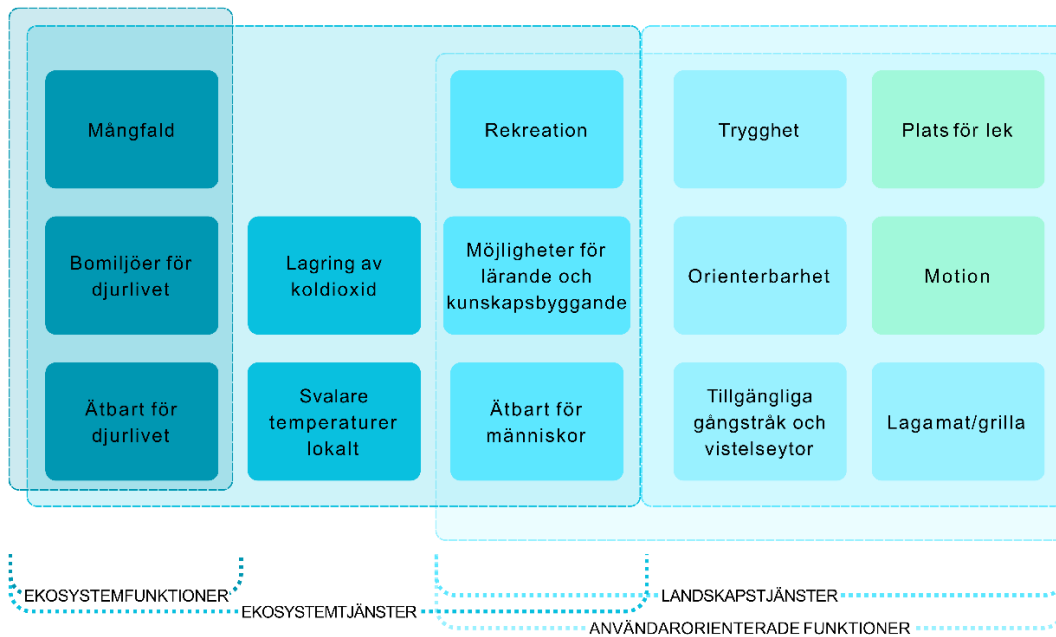 Mångfald
Rekreation
Trygghet
Plats för lek
Bomiljöer för
djurlivet
Lagring av
koldioxid
Möjligheter för
lärande och
kunskapsbyggande
Orienterbarhet
Motion
Ätbart för
djurlivet
Svalare
temperaturer
lokalt
Ätbart för
människor
Tillgängliga
gångstråk och
vistelseytor
Lagamat/grilla
EKOSYSTEMFUNKTIONER
EKOSYSTEMTJÄNSTER
LANDSKAPSTJÄNSTER
ANVÄNDARORIENTERADE FUNKTIONER